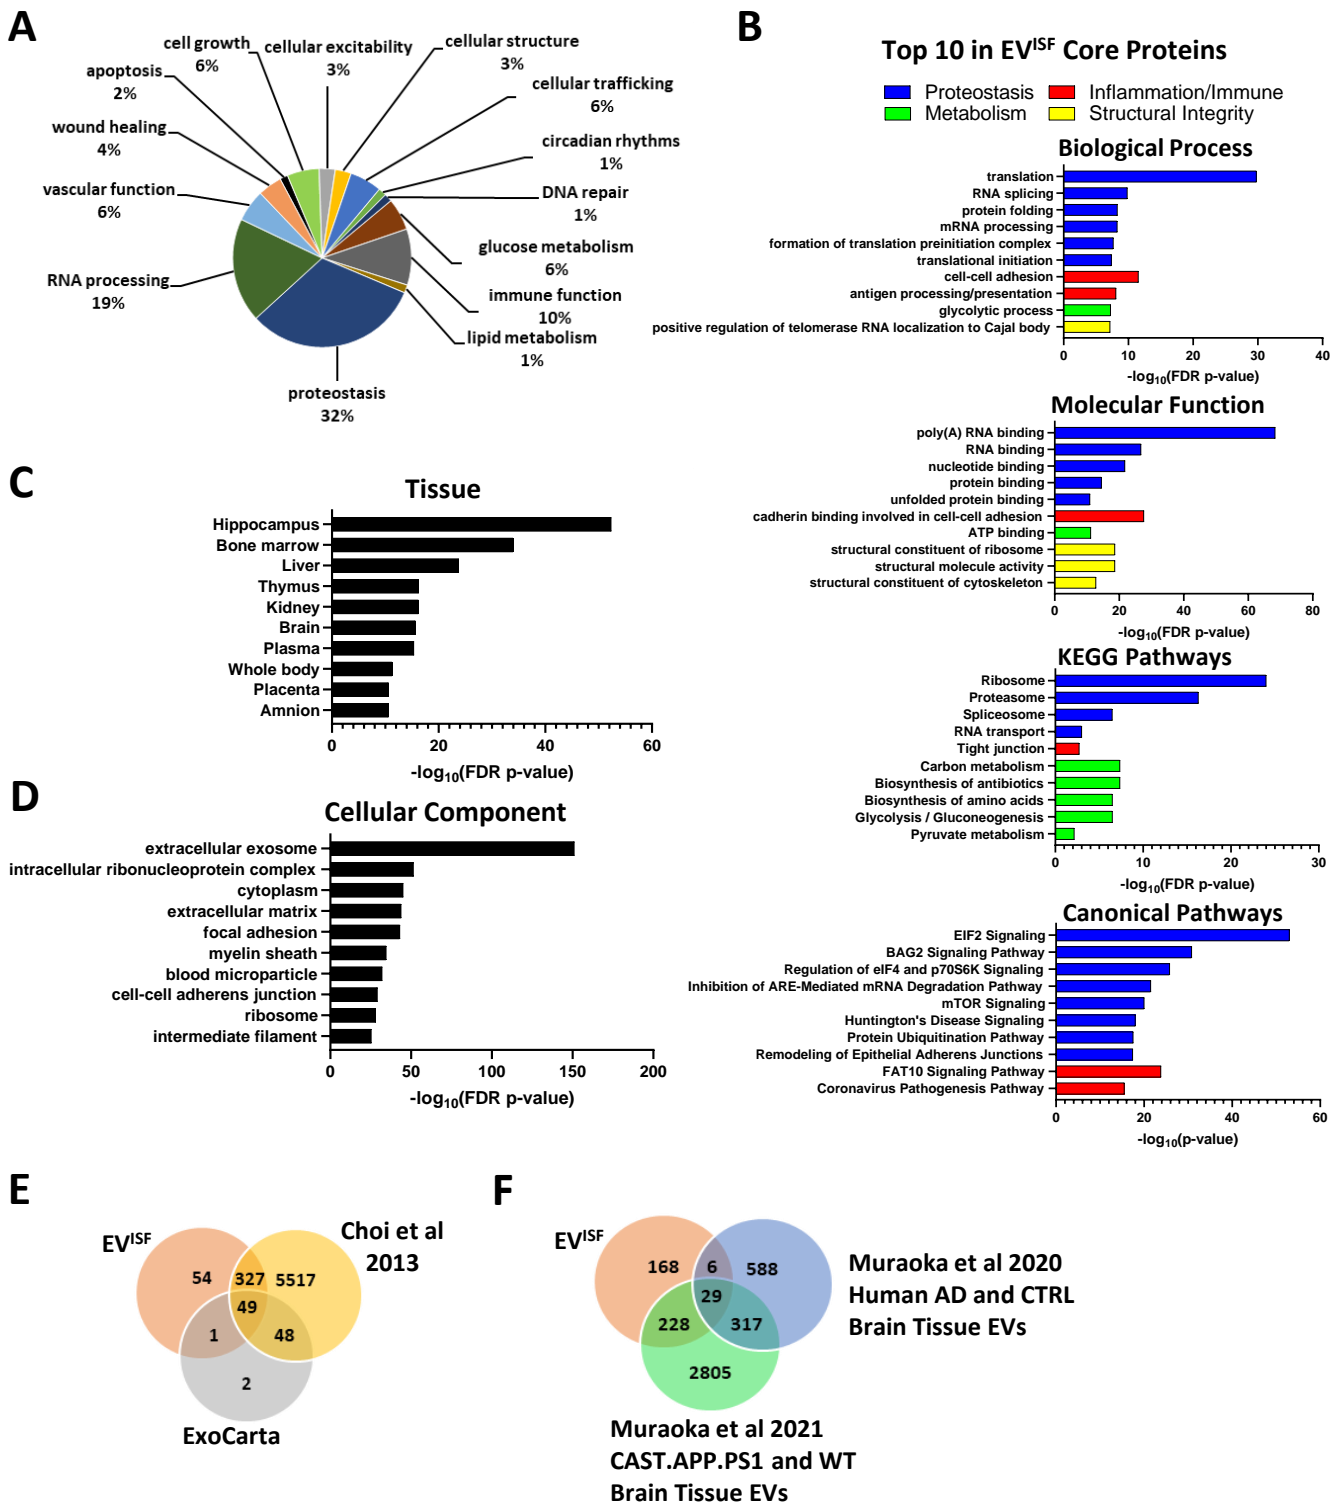 A
cell growth
6%
cellular excitability
3%
cellular structure
3%
apoptosis
2%
cellular trafficking
6%
wound healing
4%
circadian rhythms
1%
vascular function
6%
DNA repair
1%
glucose metabolism
6%
RNA processing
19%
immune function
10%
lipid metabolism
1%
proteostasis
32%
B
Top 10 in EV^ISF Core Proteins
Proteostasis
Inflammation/Immune
Metabolism
Structural Integrity
Biological Process
translation
RNA splicing
protein folding
mRNA processing
formation of translation preinitiation complex
translational initiation
cell-cell adhesion
antigen processing/presentation
glycolytic process
positive regulation of telomerase RNA localization to Cajal body
0 10 20 30 40
-log10(FDR p-value)
Molecular Function
poly(A) RNA binding
RNA binding
nucleotide binding
protein binding
unfolded protein binding
cadherin binding involved in cell-cell adhesion
ATP binding
structural constituent of ribosome
structural molecule activity
structural constituent of cytoskeleton
0 20 40 60 80
-log10(FDR p-value)
KEGG Pathways
Ribosome
Proteasome
Spliceosome
RNA transport
Tight junction
Carbon metabolism
Biosynthesis of antibiotics
Biosynthesis of amino acids
Glycolysis / Gluconeogenesis
Pyruvate metabolism
0 10 20 30
-log10(FDR p-value)
Canonical Pathways
EIF2 Signaling
BAG2 Signaling Pathway
Regulation of eIF4 and p70S6K Signaling
Inhibition of ARE-Mediated mRNA Degradation Pathway
mTOR Signaling
Huntington's Disease Signaling
Protein Ubiquitination Pathway
Remodeling of Epithelial Adherens Junctions
FAT10 Signaling Pathway
Coronavirus Pathogenesis Pathway
0 20 40 60
-log10(p-value)
C
Tissue
Hippocampus
Bone marrow
Liver
Thymus
Kidney
Brain
Plasma
Whole body
Placenta
Amnion
0 20 40 60
-log10(FDR p-value)
D
Cellular Component
extracellular exosome
intracellular ribonucleoprotein complex
cytoplasm
extracellular matrix
focal adhesion
myelin sheath
blood microparticle
cell-cell adherens junction
ribosome
intermediate filament
0 50 100 150 200
-log10(FDR p-value)
E
EV^ISF
Choi et al
2013
54 327 5517
49
1 48
2
ExoCarta
F
EV^ISF
168 6 588
29
228 317
2805
Muraoka et al 2020
Human AD and CTRL
Brain Tissue EVs
Muraoka et al 2021
CAST.APP.PS1 and WT
Brain Tissue EVs